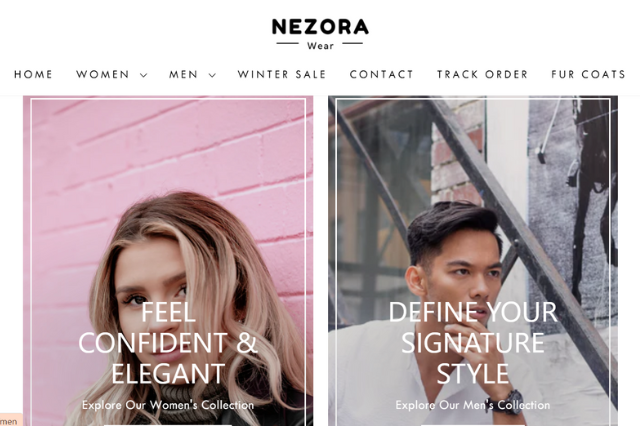 NEZORA
Wear
HOME WOMEN MEN WINTER SALE CONTACT TRACK ORDER FUR COATS
FEEL
CONFIDENT &
ELEGANT
Explore Our Women's Collection
DEFINE YOUR
SIGNATURE
STYLE
Explore Our Men's Collection
men